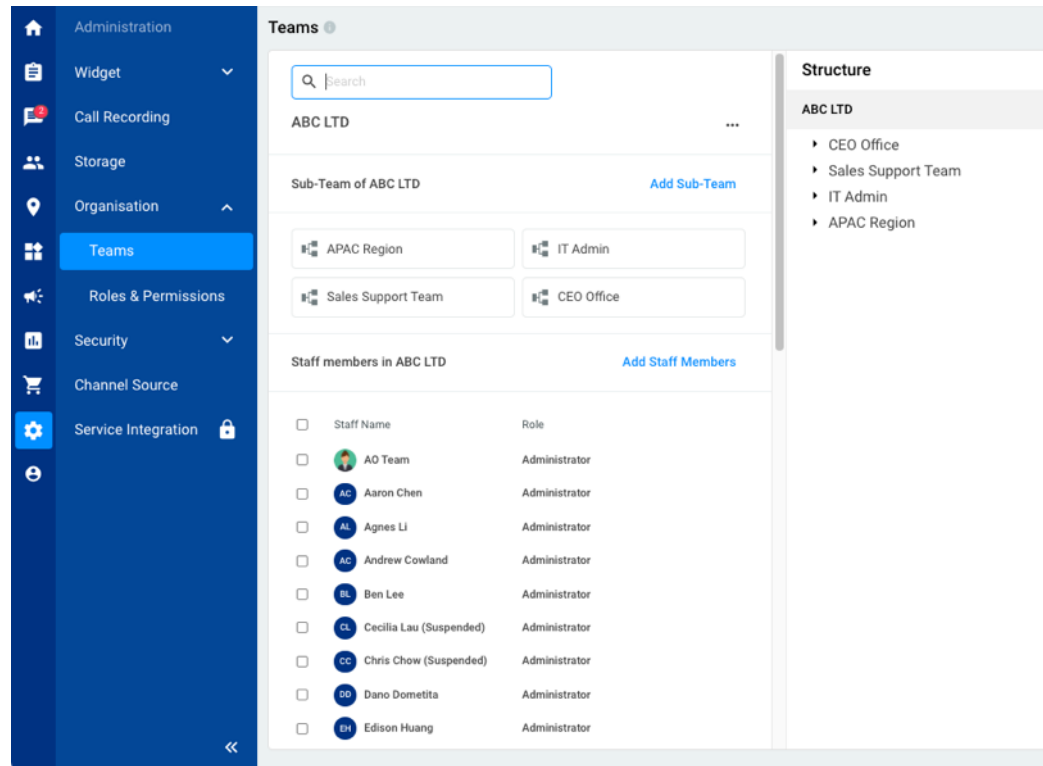 Administration
Widget
Call Recording
Storage
Organisation
Teams
Roles & Permissions
Security
Channel Source
Service Integration
2
Teams
Search
ABC LTD
Sub-Team of ABC LTD
Add Sub-Team
APAC Region
IT Admin
Sales Support Team
CEO Office
Staff members in ABC LTD
Add Staff Members
Staff Name Role
AO Team Administrator
AC Aaron Chen Administrator
AL Agnes Li Administrator
AC Andrew Cowland Administrator
BL Ben Lee Administrator
CL Cecilia Lau (Suspended) Administrator
CC Chris Chow (Suspended) Administrator
DD Dano Dometita Administrator
EH Edison Huang Administrator
Structure
ABC LTD
CEO Office
Sales Support Team
IT Admin
APAC Region